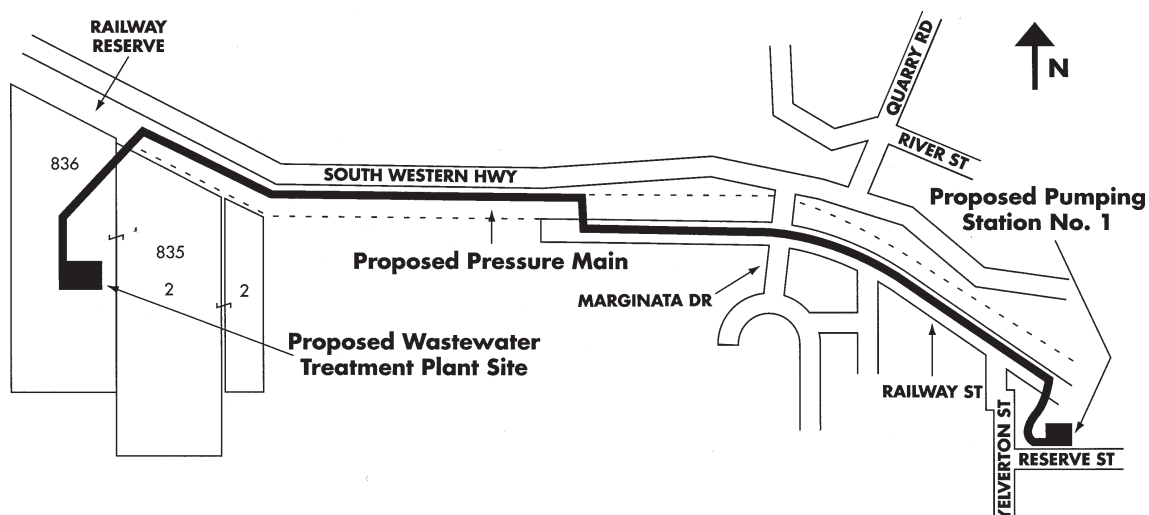 RAILWAY
RESERVE
QUARRY RD
N
RIVER ST
836
SOUTH WESTERN HWY
Proposed Pumping
Station No. 1
835
2
2
Proposed Pressure Main
MARGINATA DR
Proposed Wastewater
Treatment Plant Site
RAILWAY ST
YELVERTON ST
RESERVE ST